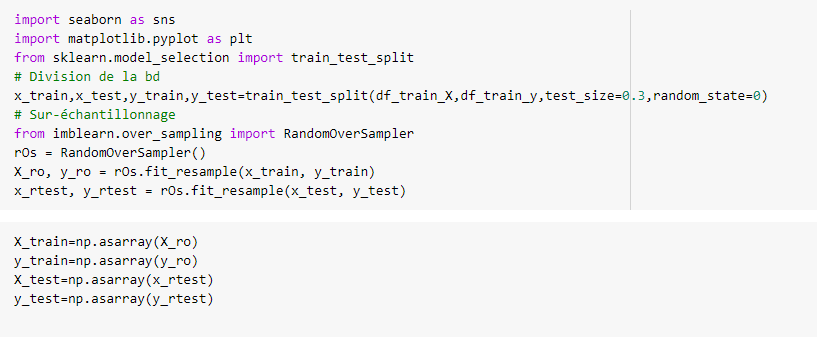 import seaborn as sns
import matplotlib.pyplot as plt
from sklearn.model_selection import train_test_split
# Division de la bd
x_train,x_test,y_train,y_test=train_test_split(df_train_X,df_train_y,test_size=0.3,random_state=0)
# Sur-échantillonnage
from imblearn.over_sampling import RandomOverSampler
rOs = RandomOverSampler()
X_ro, y_ro = rOs.fit_resample(x_train, y_train)
x_rtest, y_rtest = rOs.fit_resample(x_test, y_test)
X_train=np.asarray(X_ro)
y_train=np.asarray(y_ro)
X_test=np.asarray(x_rtest)
y_test=np.asarray(y_rtest)